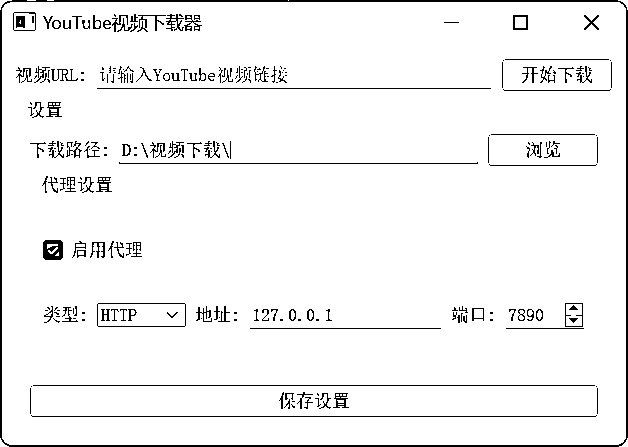 YouTube视频下载器
视频URL: 请输入YouTube视频链接 开始下载
设置
下载路径: D:\视频下载\ 浏览
代理设置
启用代理
类型: HTTP 地址: 127.0.0.1 端口: 7890
保存设置